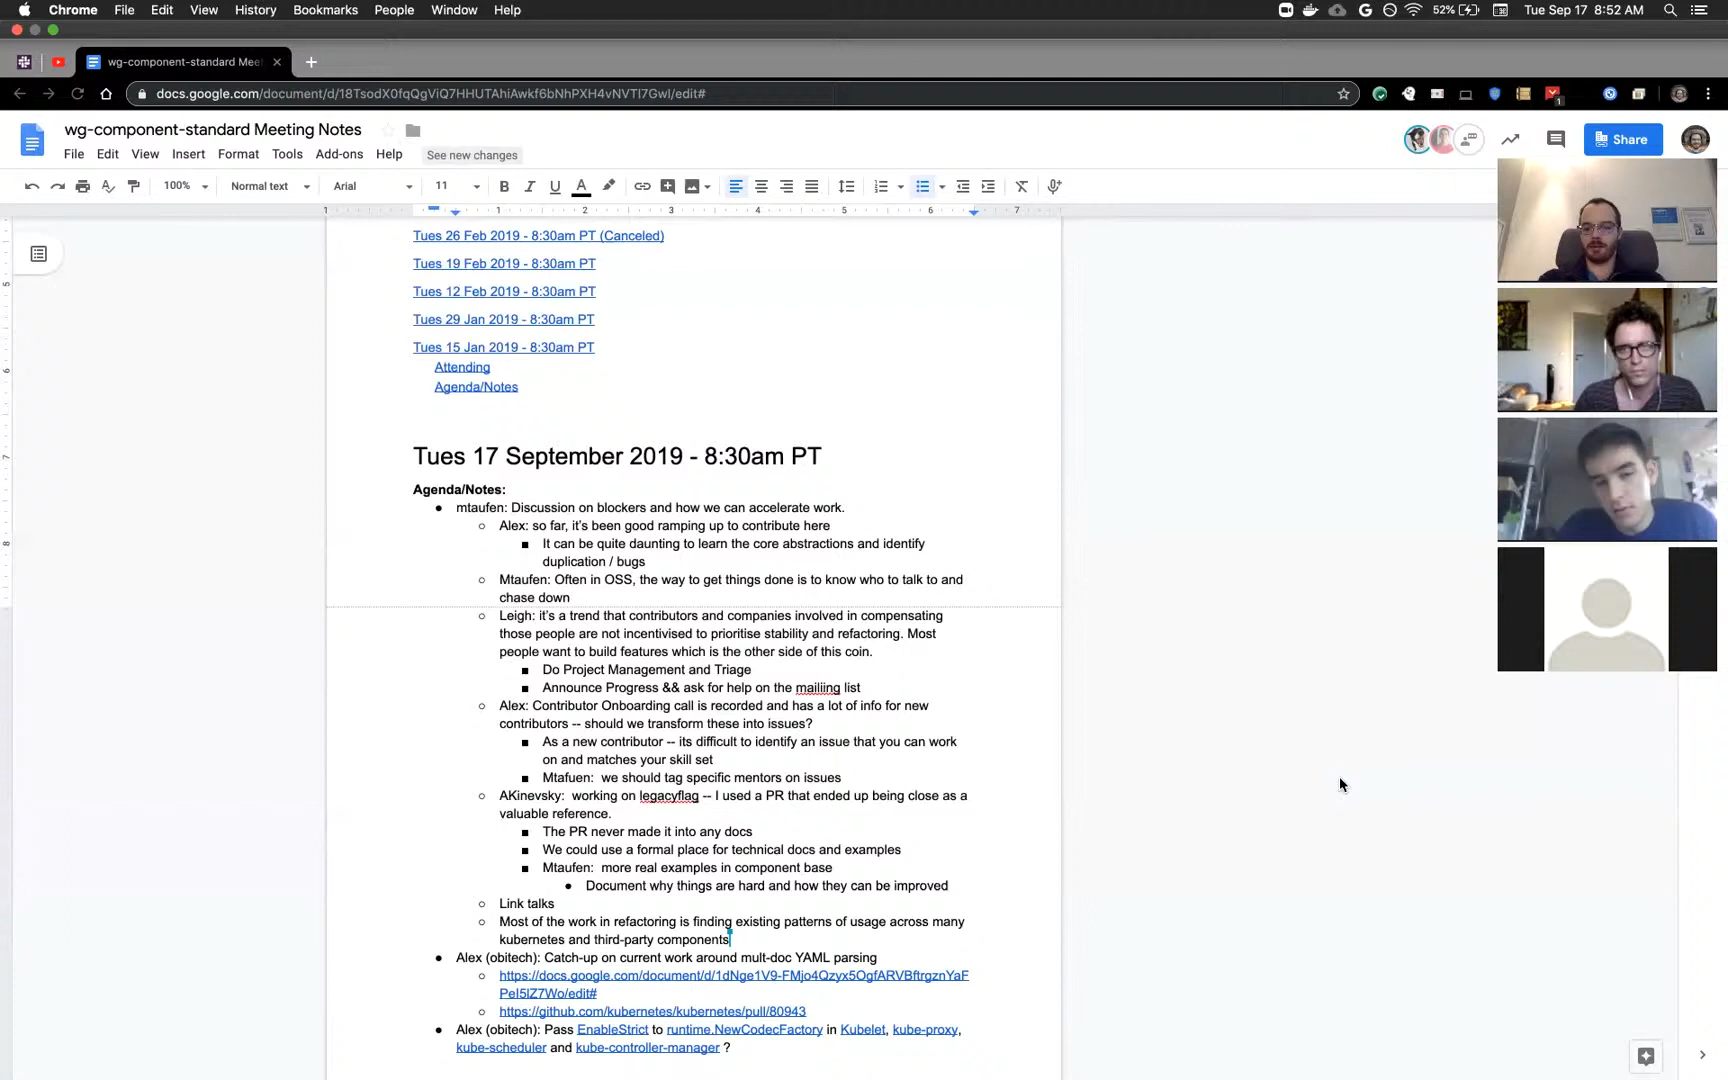 Chrome File Edit View History Bookmarks People Window Help 52% Tue Sep 17 8:52 AM
wg-component-standard Mee
docs.google.com/document/d/18TsodX0fqQgViQ7HHUTAhiAwkf6bNhPXH4vNVTI7GwI/edit#
1
wg-component-standard Meeting Notes
File Edit View Insert Format Tools Add-ons Help See new changes
Share
100% Normal text Arial 11
1 1 2 3 4 5 6 7
Tues 26 Feb 2019 - 8:30am PT (Canceled)
Tues 19 Feb 2019 - 8:30am PT
Tues 12 Feb 2019 - 8:30am PT
Tues 29 Jan 2019 - 8:30am PT
Tues 15 Jan 2019 - 8:30am PT
Attending
Agenda/Notes
Tues 17 September 2019 - 8:30am PT
Agenda/Notes:
mtaufen: Discussion on blockers and how we can accelerate work.
Alex: so far, it's been good ramping up to contribute here
It can be quite daunting to learn the core abstractions and identify
duplication / bugs
Mtaufen: Often in OSS, the way to get things done is to know who to talk to and
chase down
Leigh: it's a trend that contributors and companies involved in compensating
those people are not incentivised to prioritise stability and refactoring. Most
people want to build features which is the other side of this coin.
Do Project Management and Triage
Announce Progress && ask for help on the mailiing list
Alex: Contributor Onboarding call is recorded and has a lot of info for new
contributors -- should we transform these into issues?
As a new contributor -- its difficult to identify an issue that you can work
on and matches your skill set
Mtafuen: we should tag specific mentors on issues
AKinevsky: working on legacyflag -- I used a PR that ended up being close as a
valuable reference.
The PR never made it into any docs
We could use a formal place for technical docs and examples
Mtaufen: more real examples in component base
Document why things are hard and how they can be improved
Link talks
Most of the work in refactoring is finding existing patterns of usage across many
kubernetes and third-party components
Alex (obitech): Catch-up on current work around mult-doc YAML parsing
https://docs.google.com/document/d/1dNge1V9-FMjo4Qzyx5OgfARVBftrgznYaF
PeI5lZ7Wo/edit#
https://github.com/kubernetes/kubernetes/pull/80943
Alex (obitech): Pass EnableStrict to runtime.NewCodecFactory in Kubelet, kube-proxy,
kube-scheduler and kube-controller-manager ?
5
6
7
8